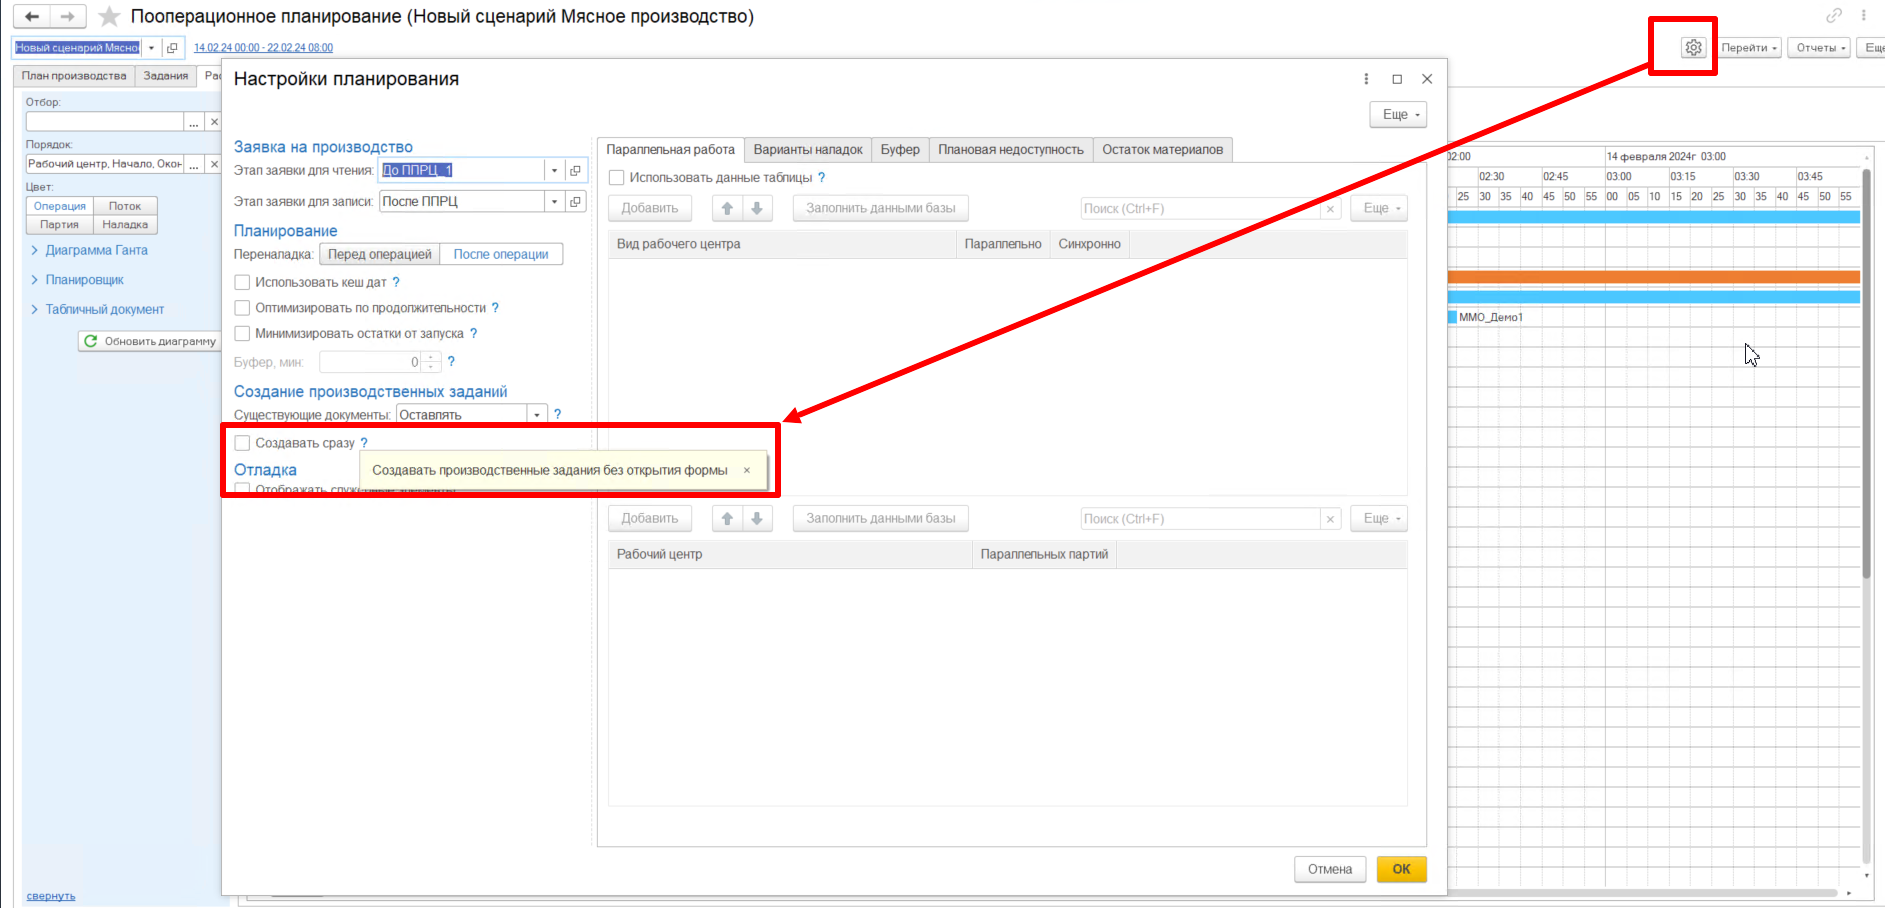 Пооперационное планирование (Новый сценарий Мясное производство)
Новый сценарий Мясно
14.02.24 00:00 - 22.02.24 08:00
Перейти
Отчеты
План производства
Задания
Отбор:
...
Порядок:
Рабочий центр, Начало, Окон
...
Цвет:
Операция
Поток
Партия
Наладка
Диаграмма Ганта
Планировщик
Табличный документ
Обновить диаграмму
свернуть
Настройки планирования
Еще
Заявка на производство
Этап заявки для чтения: До ППРЦ_1
Этап заявки для записи: После ППРЦ
Планирование
Переналадка: Перед операцией После операции
Использовать кеш дат ?
Оптимизировать по продолжительности ?
Минимизировать остатки от запуска ?
Буфер, мин: 0 ?
Создание производственных заданий
Существующие документы: Оставлять ?
Создавать сразу ?
Создавать производственные задания без открытия формы ×
Отладка
Параллельная работа
Варианты наладок
Буфер
Плановая недоступность
Остаток материалов
Использовать данные таблицы ?
Добавить
Заполнить данными базы
Поиск (Ctrl+F)
Еще
Вид рабочего центра
Параллельно
Синхронно
Добавить
Заполнить данными базы
Поиск (Ctrl+F)
Еще
Рабочий центр
Параллельных партий
Отмена
ОК
02:00
14 февраля 2024г 03:00
02:30 02:45 03:00 03:15 03:30 03:45
25 30 35 40 45 50 55 00 05 10 15 20 25 30 35 40 45 50 55
ММО_Демо1